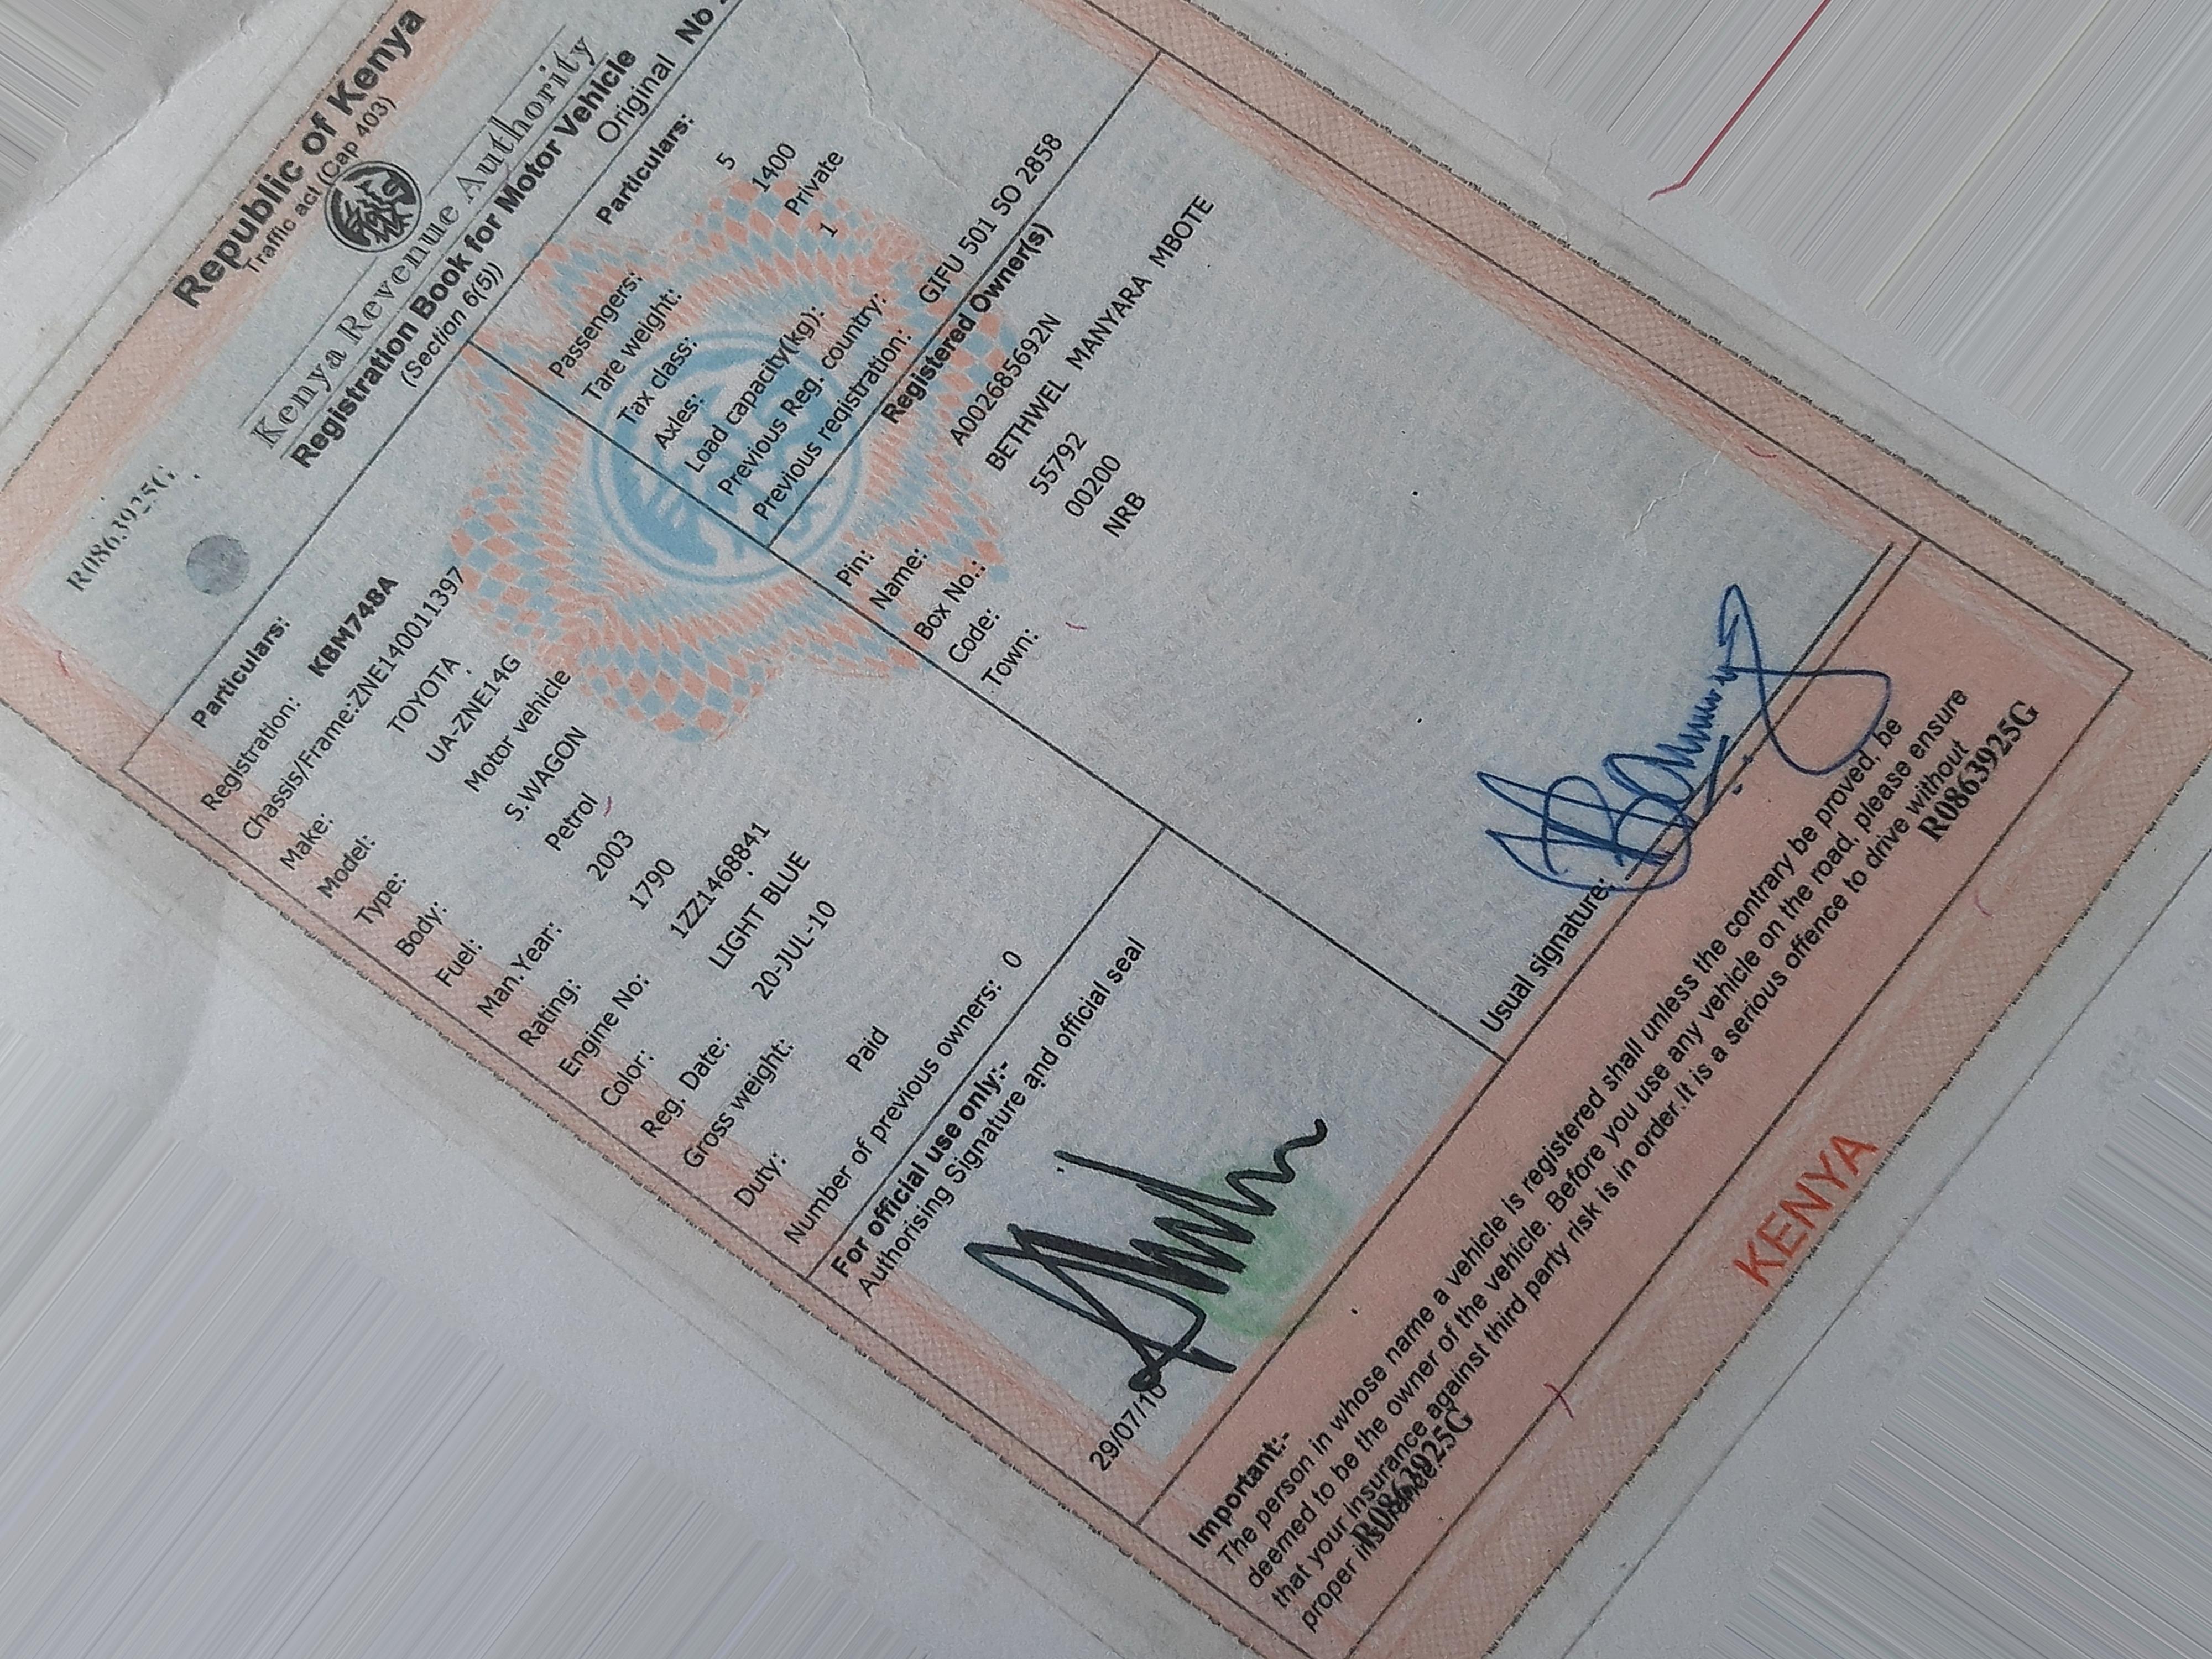 Republic of Kenya
Traffic act (Cap 403)
R0863925G
Kenya Revenue Authority
Registration Book for Motor Vehicle
(Section 6(5))
Original No
Particulars:
Registration: KBM748A
Chassis/Frame:ZNE140011397
Make: TOYOTA
Model: UA-ZNE14G
Type: Motor vehicle
Body: S.WAGON
Fuel: Petrol
Man.Year: 2003
Rating: 1790
Engine No: 1ZZ1468841
Color: LIGHT BLUE
Reg. Date: 20-JUL-10
Gross weight:
Duty: Paid
Number of previous owners: 0
Particulars:
Passengers: 5
Tare weight: 1400
Tax class: Private
Axles: 1
Load capacity(kg):
Previous Reg. country:
Previous registration: GIFU 501 SO 2858
Registered Owner(s)
Pin: A002685692N
Name: BETHWEL MANYARA MBOTE
Box No.: 55792
Code: 00200
Town: NRB
Usual signature:
For official use only:-
Authorising Signature and official seal
29/07/10
Important:-
The person in whose name a vehicle is registered shall unless the contrary be proved, be
deemed to be the owner of the vehicle. Before you use any vehicle on the road, please ensure
that your insurance against third party risk is in order.It is a serious offence to drive without
proper insurance.
R0863925G
R0863925G
KENYA